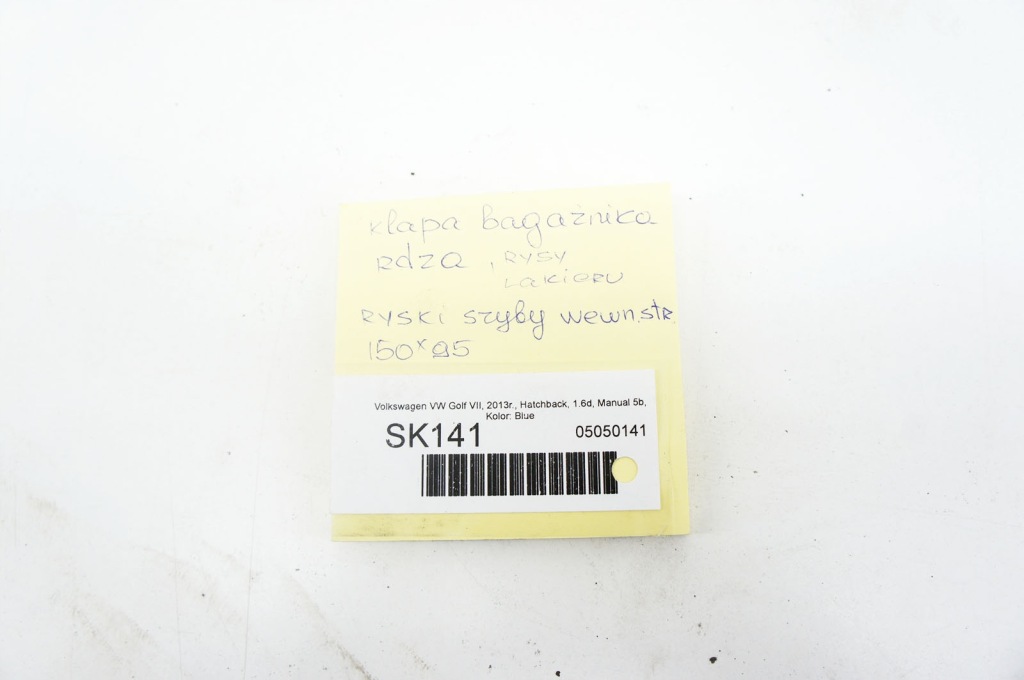 klapa bagażnika
rdza, rysy
lakieru
ryski szyby wewn.str.
150x95
Volkswagen VW Golf VII, 2013r., Hatchback, 1.6d, Manual 5b,
Kolor: Blue
SK141 05050141